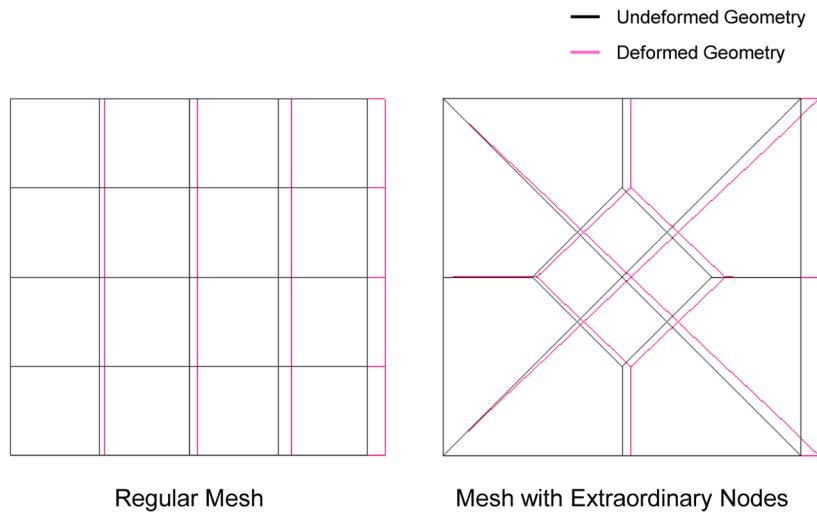 Undeformed Geometry
Deformed Geometry
Regular Mesh
Mesh with Extraordinary Nodes